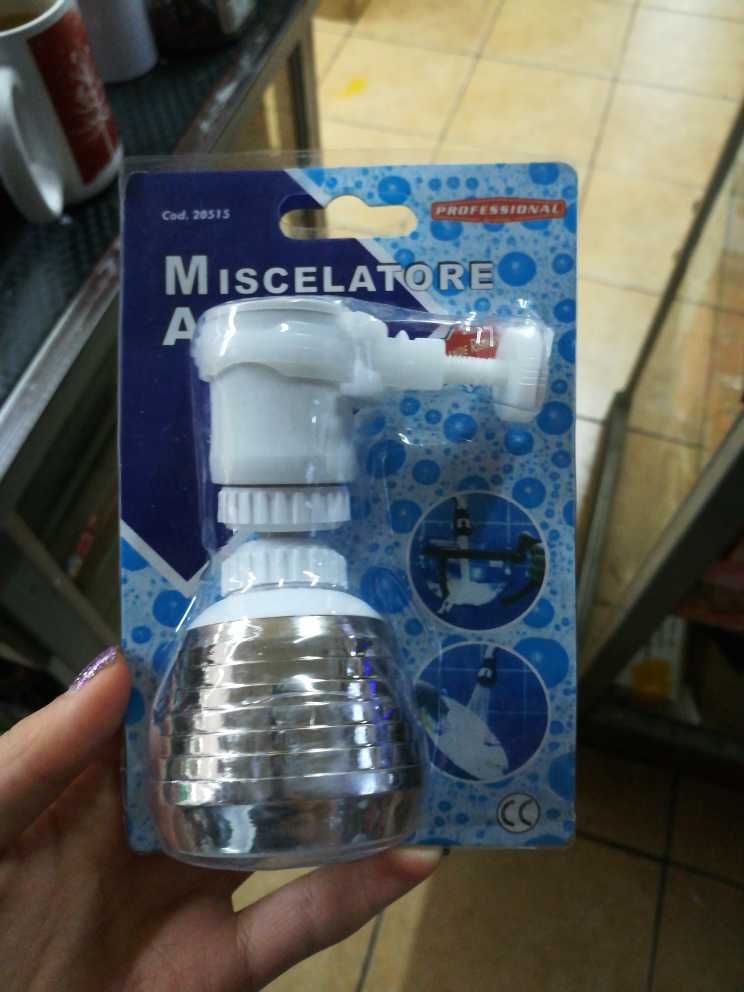 Cod. 20515
PROFESSIONAL
MISCELATORE
A
CE